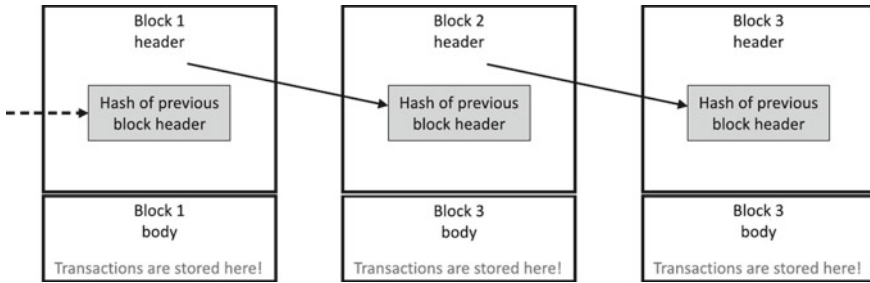 Block 1
header
Hash of previous
block header
Block 1
body
Transactions are stored here!
Block 2
header
Hash of previous
block header
Block 3
body
Transactions are stored here!
Block 3
header
Hash of previous
block header
Block 3
body
Transactions are stored here!